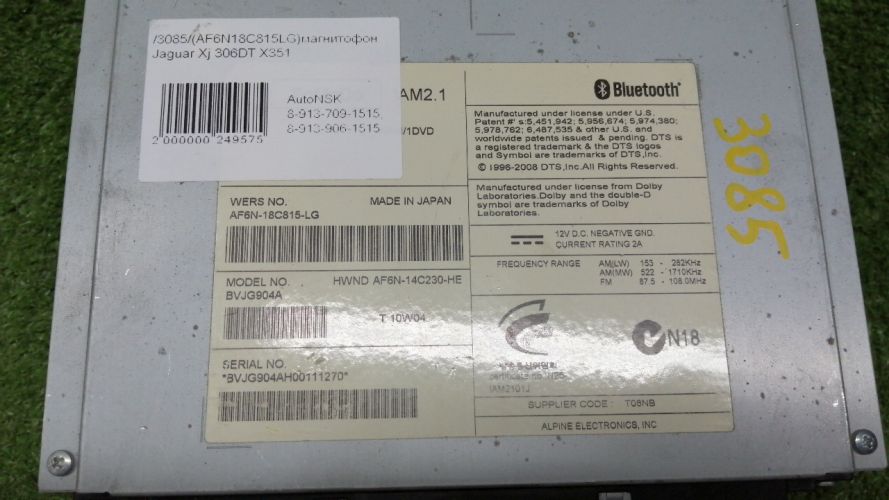 /3085/(AF6N18C815LG)магнитофон
Jaguar Xj 306DT X351
AutoNSK
8-913-709-1515,
8-913-906-1515
2 000000 249575
AM2.1
/1DVD
WERS NO. MADE IN JAPAN
AF6N-18C815-LG
MODEL NO. HWND AF6N-14C230-HE
BVJG904A
T 10W04
SERIAL NO.
*BVJG904AH00111270*
Bluetooth
Manufactured under license under U.S.
Patent #'s:5,451,942; 5,956,674; 5,974,380;
5,978,762; 6,487,535 & other U.S. and
worldwide patents issued & pending. DTS is
a registered trademark & the DTS logos
and Symbol are trademarks of DTS,Inc.
© 1996-2008 DTS,Inc.All Rights Reserved.
Manufactured under license from Dolby
Laboratories.Dolby and the double-D
symbol are trademarks of Dolby
Laboratories.
12V D.C. NEGATIVE GND.
CURRENT RATING 2A
FREQUENCY RANGE AM(LW) 153 - 282KHz
AM(MW) 522 - 1710KHz
FM 87.5 - 108.0MHz
N18
certificate no.
IAM2101J
SUPPLIER CODE : T08NB
ALPINE ELECTRONICS, INC
3085